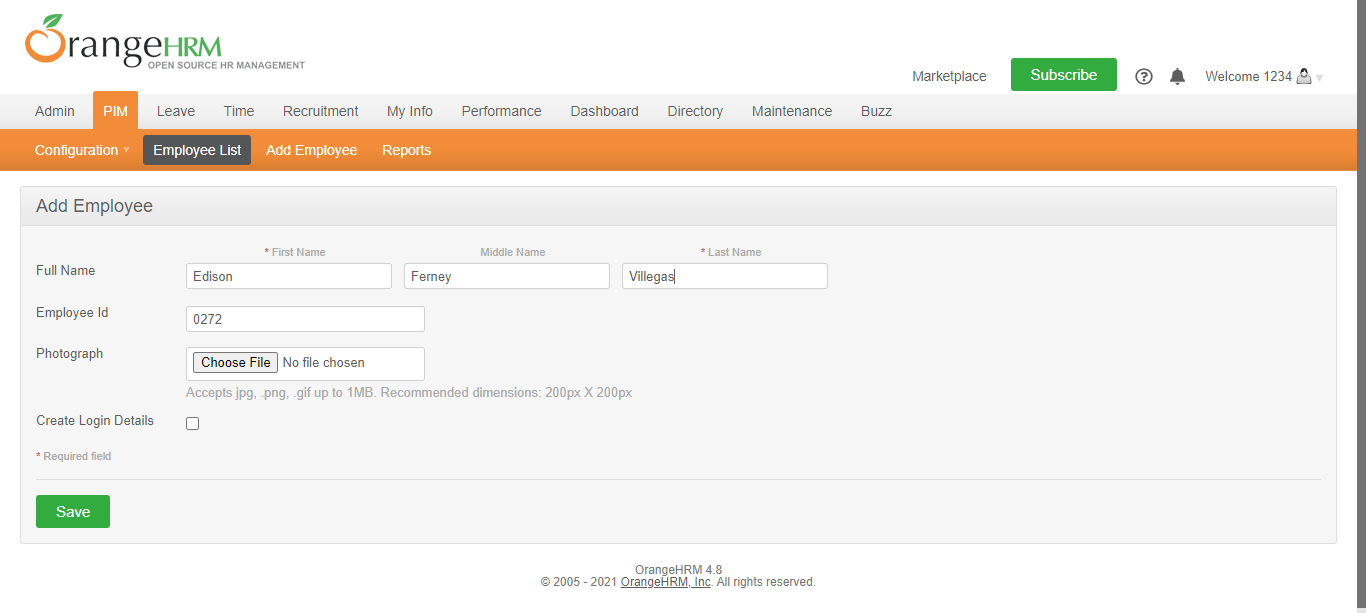 OrangeHRM
OPEN SOURCE HR MANAGEMENT
Marketplace Subscribe ? Welcome 1234
Admin PIM Leave Time Recruitment My Info Performance Dashboard Directory Maintenance Buzz
Configuration Employee List Add Employee Reports
Add Employee
* First Name Middle Name * Last Name
Full Name Edison Ferney Villegas
Employee Id 0272
Photograph Choose File No file chosen
Accepts jpg, .png, .gif up to 1MB. Recommended dimensions: 200px X 200px
Create Login Details
* Required field
Save
OrangeHRM 4.8
© 2005 - 2021 OrangeHRM, Inc. All rights reserved.